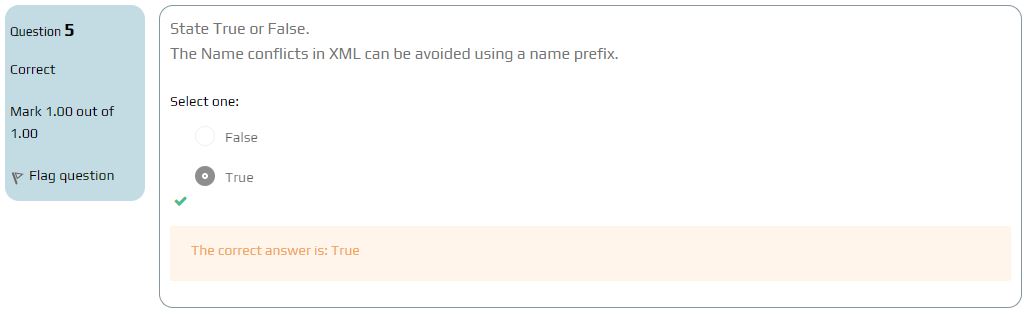 Question 5
Correct
Mark 1.00 out of
1.00
Flag question
State True or False.
The Name conflicts in XML can be avoided using a name prefix.
Select one:
False
True
The correct answer is: True